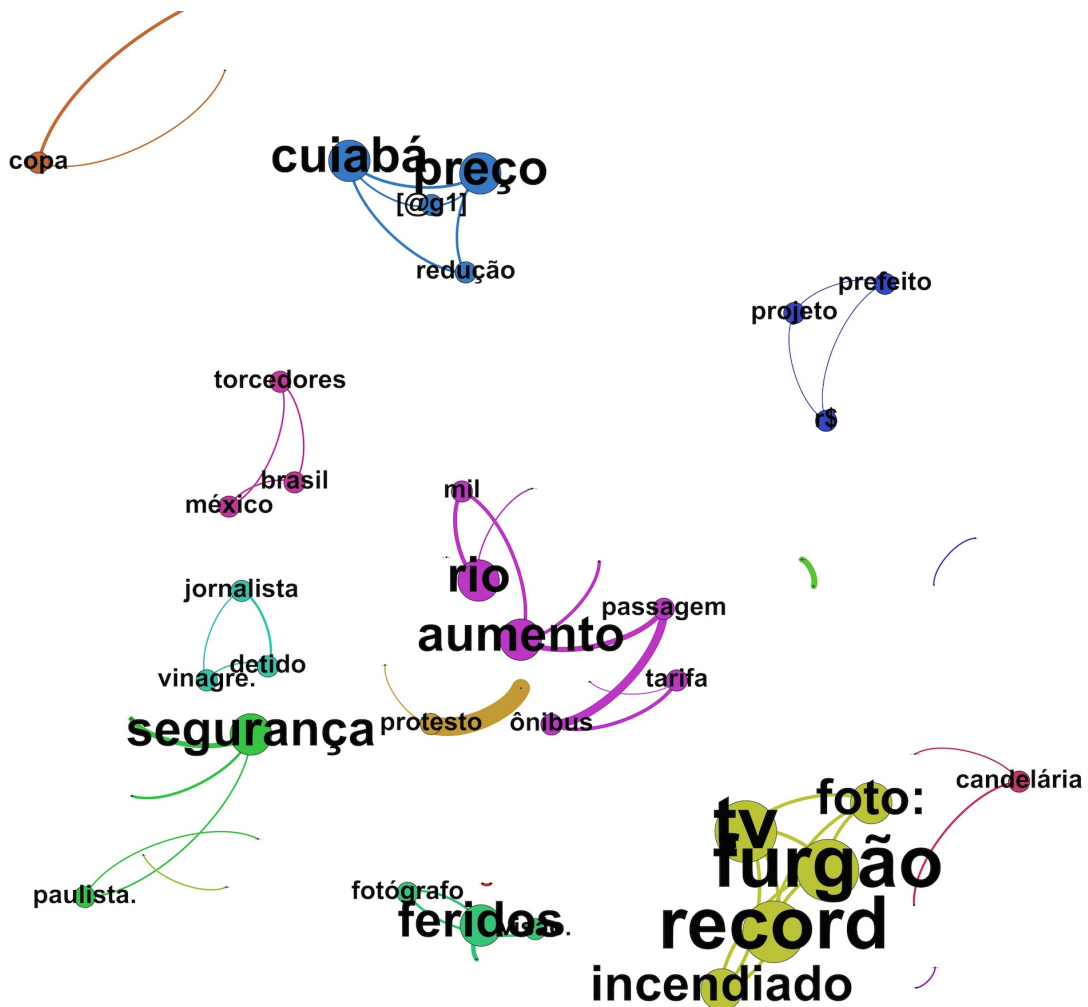 copa
cuiabá
preço
[@g1]
redução
prefeito
projeto
r$
torcedores
brasil
méxico
mil
rio
jornalista
passagem
aumento
detido
vinagre.
tarifa
protesto
ônibus
segurança
candelária
foto:
tv
furgão
paulista.
fotógrafo
feridos
visão.
record
incendiado